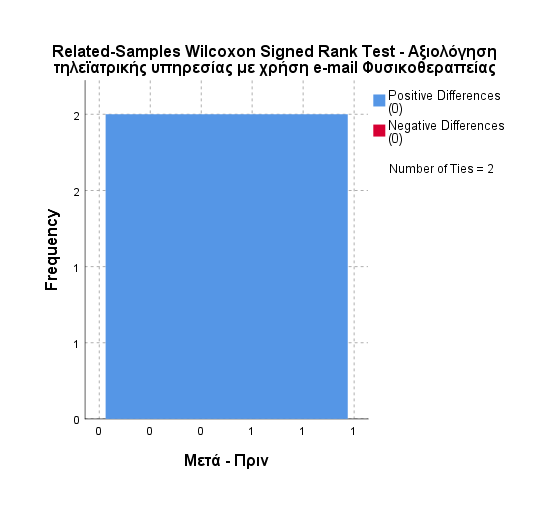 Related-Samples Wilcoxon Signed Rank Test - Αξιολόγηση
τηλεϊατρικής υπηρεσίας με χρήση e-mail Φυσικοθεραπείας
Positive Differences
(0)
Negative Differences
(0)
Number of Ties = 2
Frequency
2
2
1
1
0
0 0 0 1 1 1
Μετά - Πριν